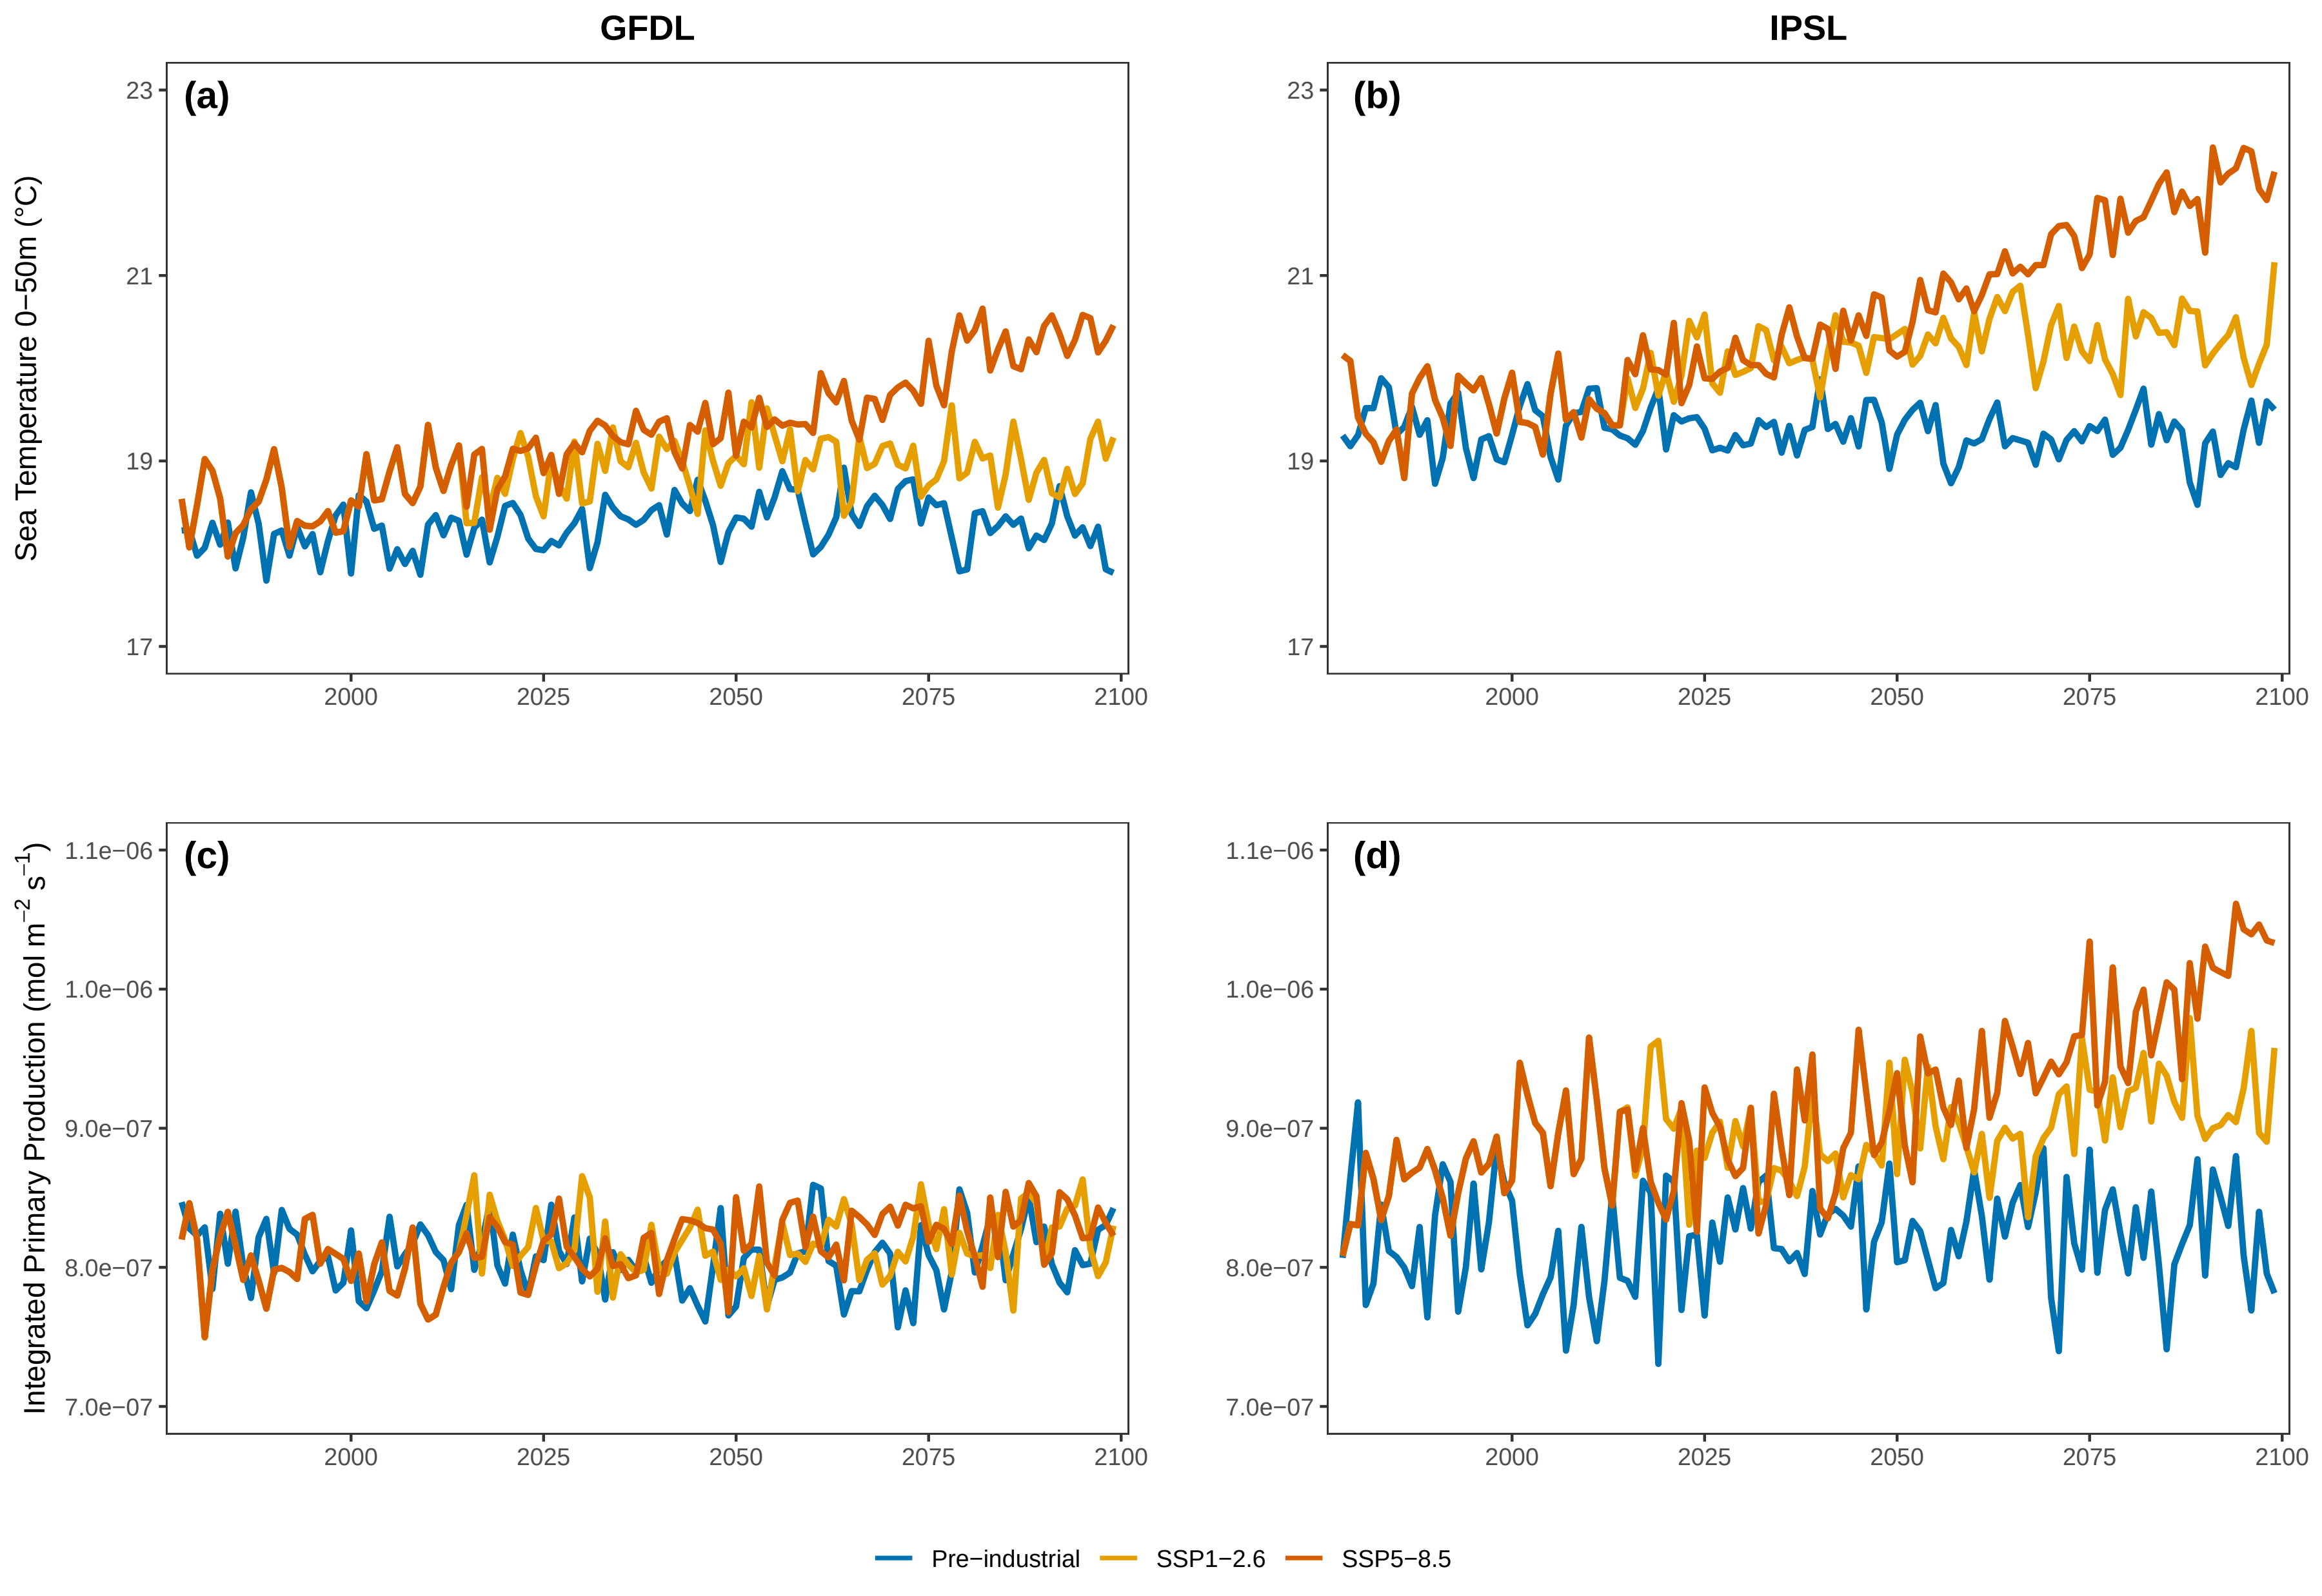 GFDL
IPSL
(a)
(b)
Sea Temperature 0−50m (°C)
23
21
19
17
2000 2025 2050 2075 2100
23
21
19
17
2000 2025 2050 2075 2100
(c)
(d)
Integrated Primary Production (mol m⁻² s⁻¹)
1.1e−06
1.0e−06
9.0e−07
8.0e−07
7.0e−07
2000 2025 2050 2075 2100
1.1e−06
1.0e−06
9.0e−07
8.0e−07
7.0e−07
2000 2025 2050 2075 2100
Pre−industrial SSP1−2.6 SSP5−8.5